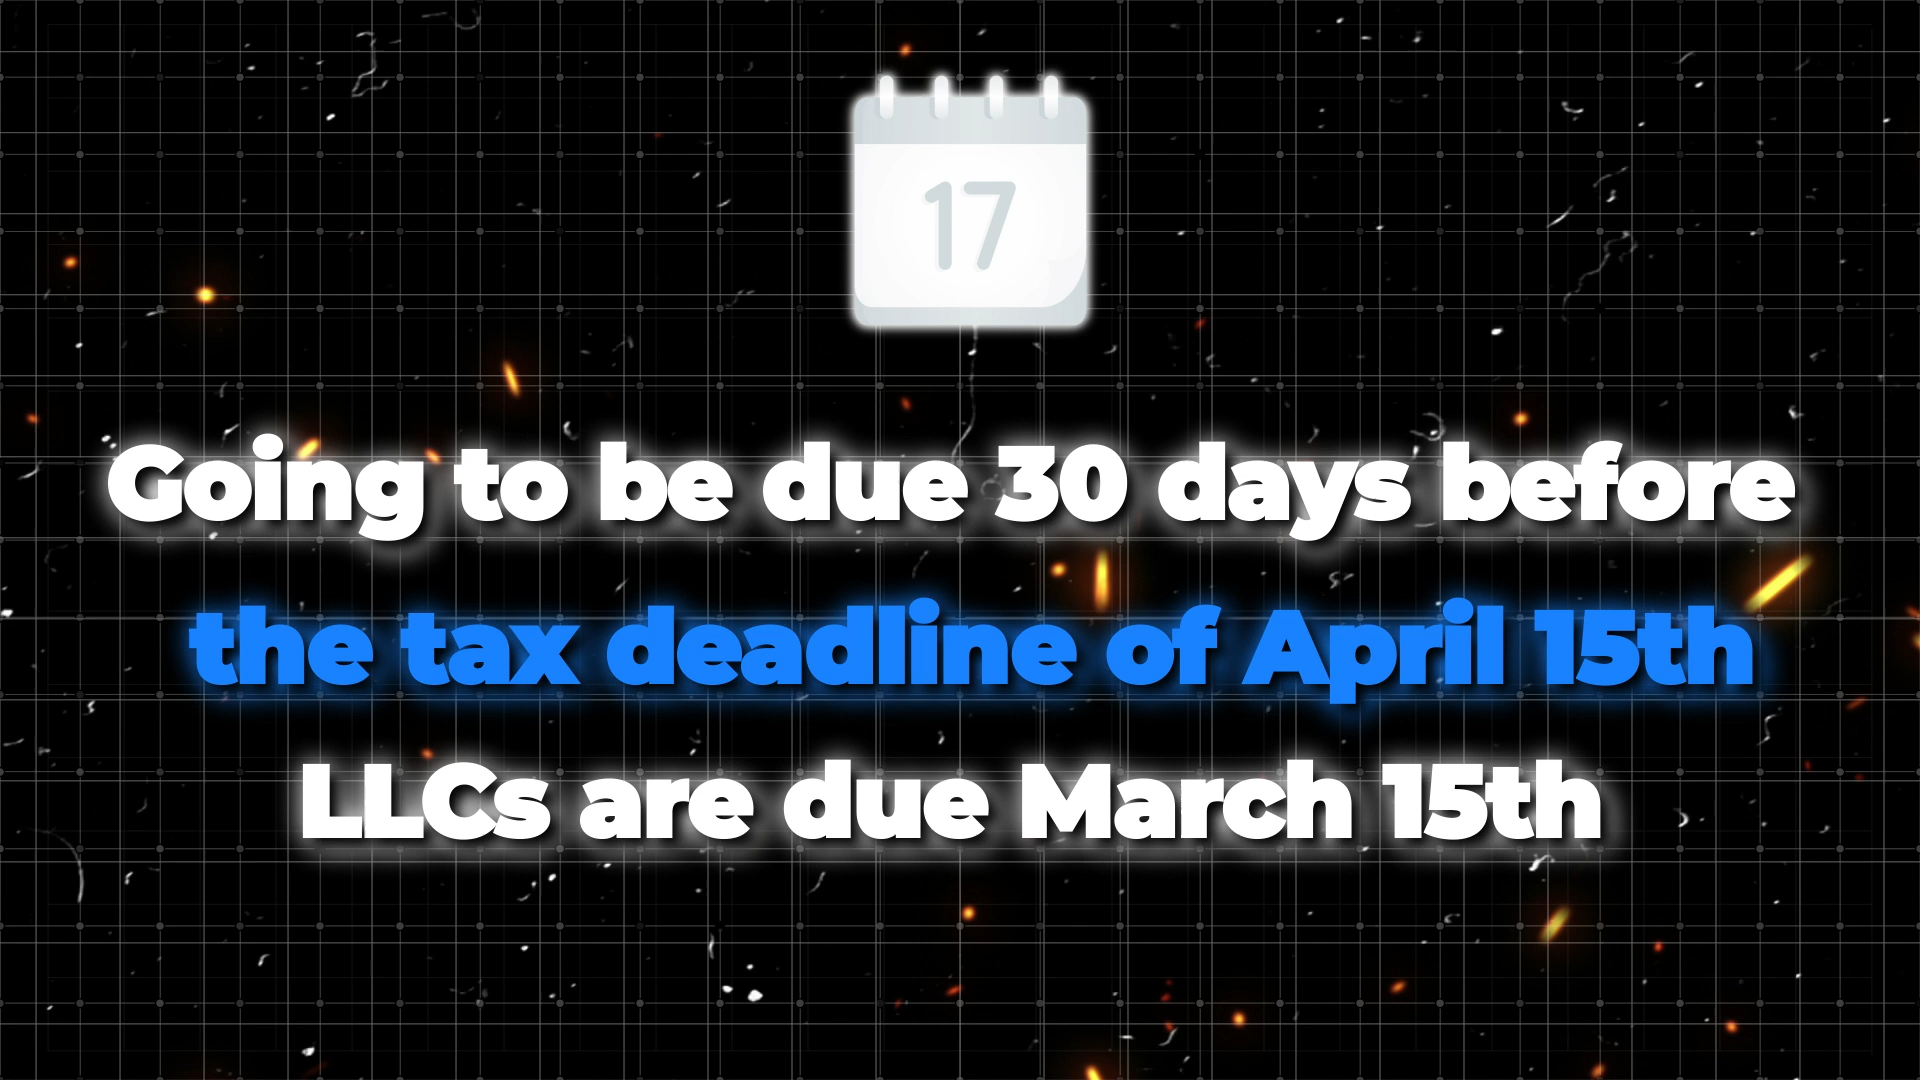 17
Going to be due 30 days before
the tax deadline of April 15th
LLCs are due March 15th